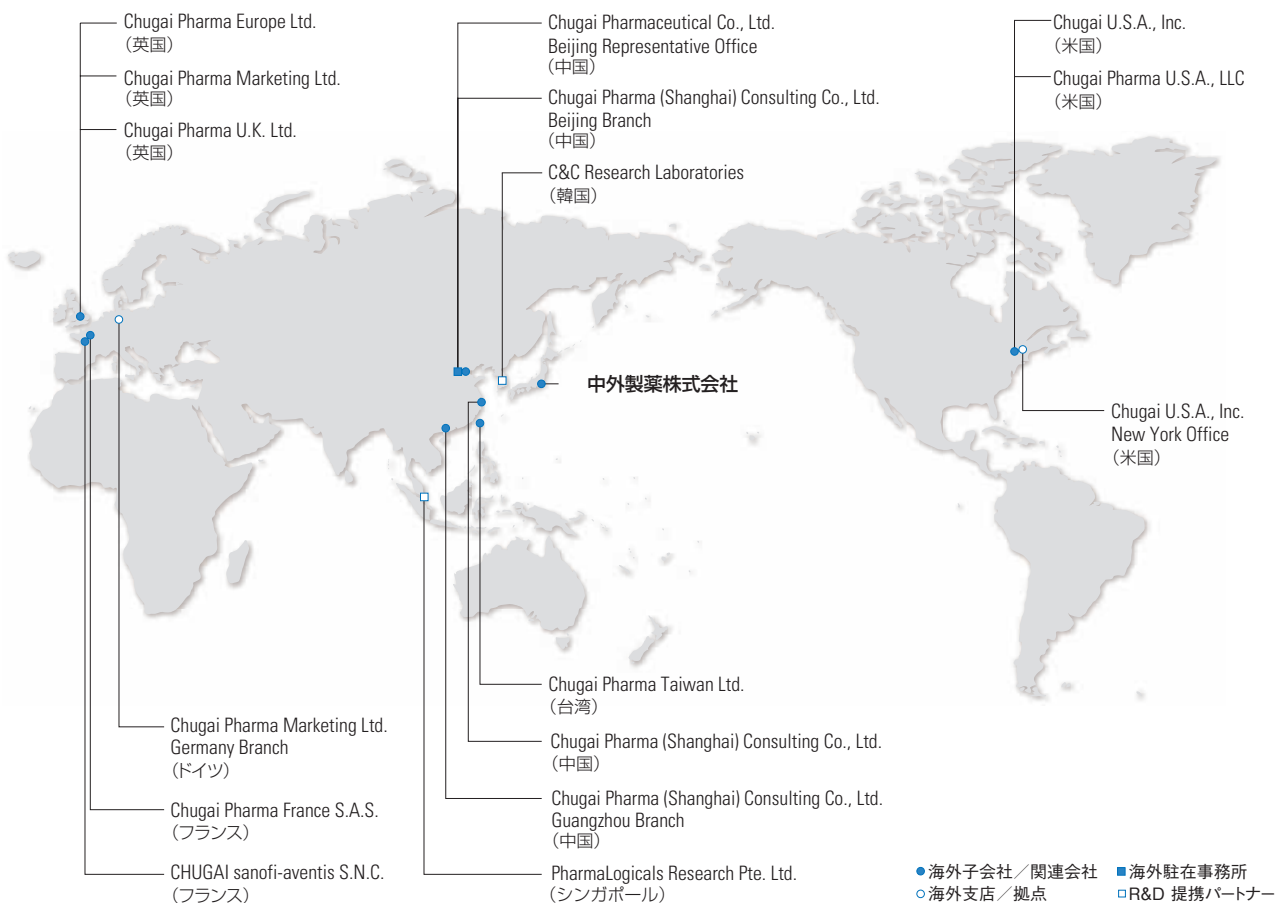 Chugai Pharma Europe Ltd.
（英国）
Chugai Pharma Marketing Ltd.
（英国）
Chugai Pharma U.K. Ltd.
（英国）
Chugai Pharmaceutical Co., Ltd.
Beijing Representative Office
（中国）
Chugai Pharma (Shanghai) Consulting Co., Ltd.
Beijing Branch
（中国）
C&C Research Laboratories
（韓国）
Chugai U.S.A., Inc.
（米国）
Chugai Pharma U.S.A., LLC
（米国）
中外製薬株式会社
Chugai U.S.A., Inc.
New York Office
（米国）
Chugai Pharma Marketing Ltd.
Germany Branch
（ドイツ）
Chugai Pharma France S.A.S.
（フランス）
CHUGAI sanofi-aventis S.N.C.
（フランス）
Chugai Pharma Taiwan Ltd.
（台湾）
Chugai Pharma (Shanghai) Consulting Co., Ltd.
（中国）
Chugai Pharma (Shanghai) Consulting Co., Ltd.
Guangzhou Branch
（中国）
PharmaLogicals Research Pte. Ltd.
（シンガポール）
海外子会社／関連会社
海外駐在事務所
海外支店／拠点
R&D 提携パートナー